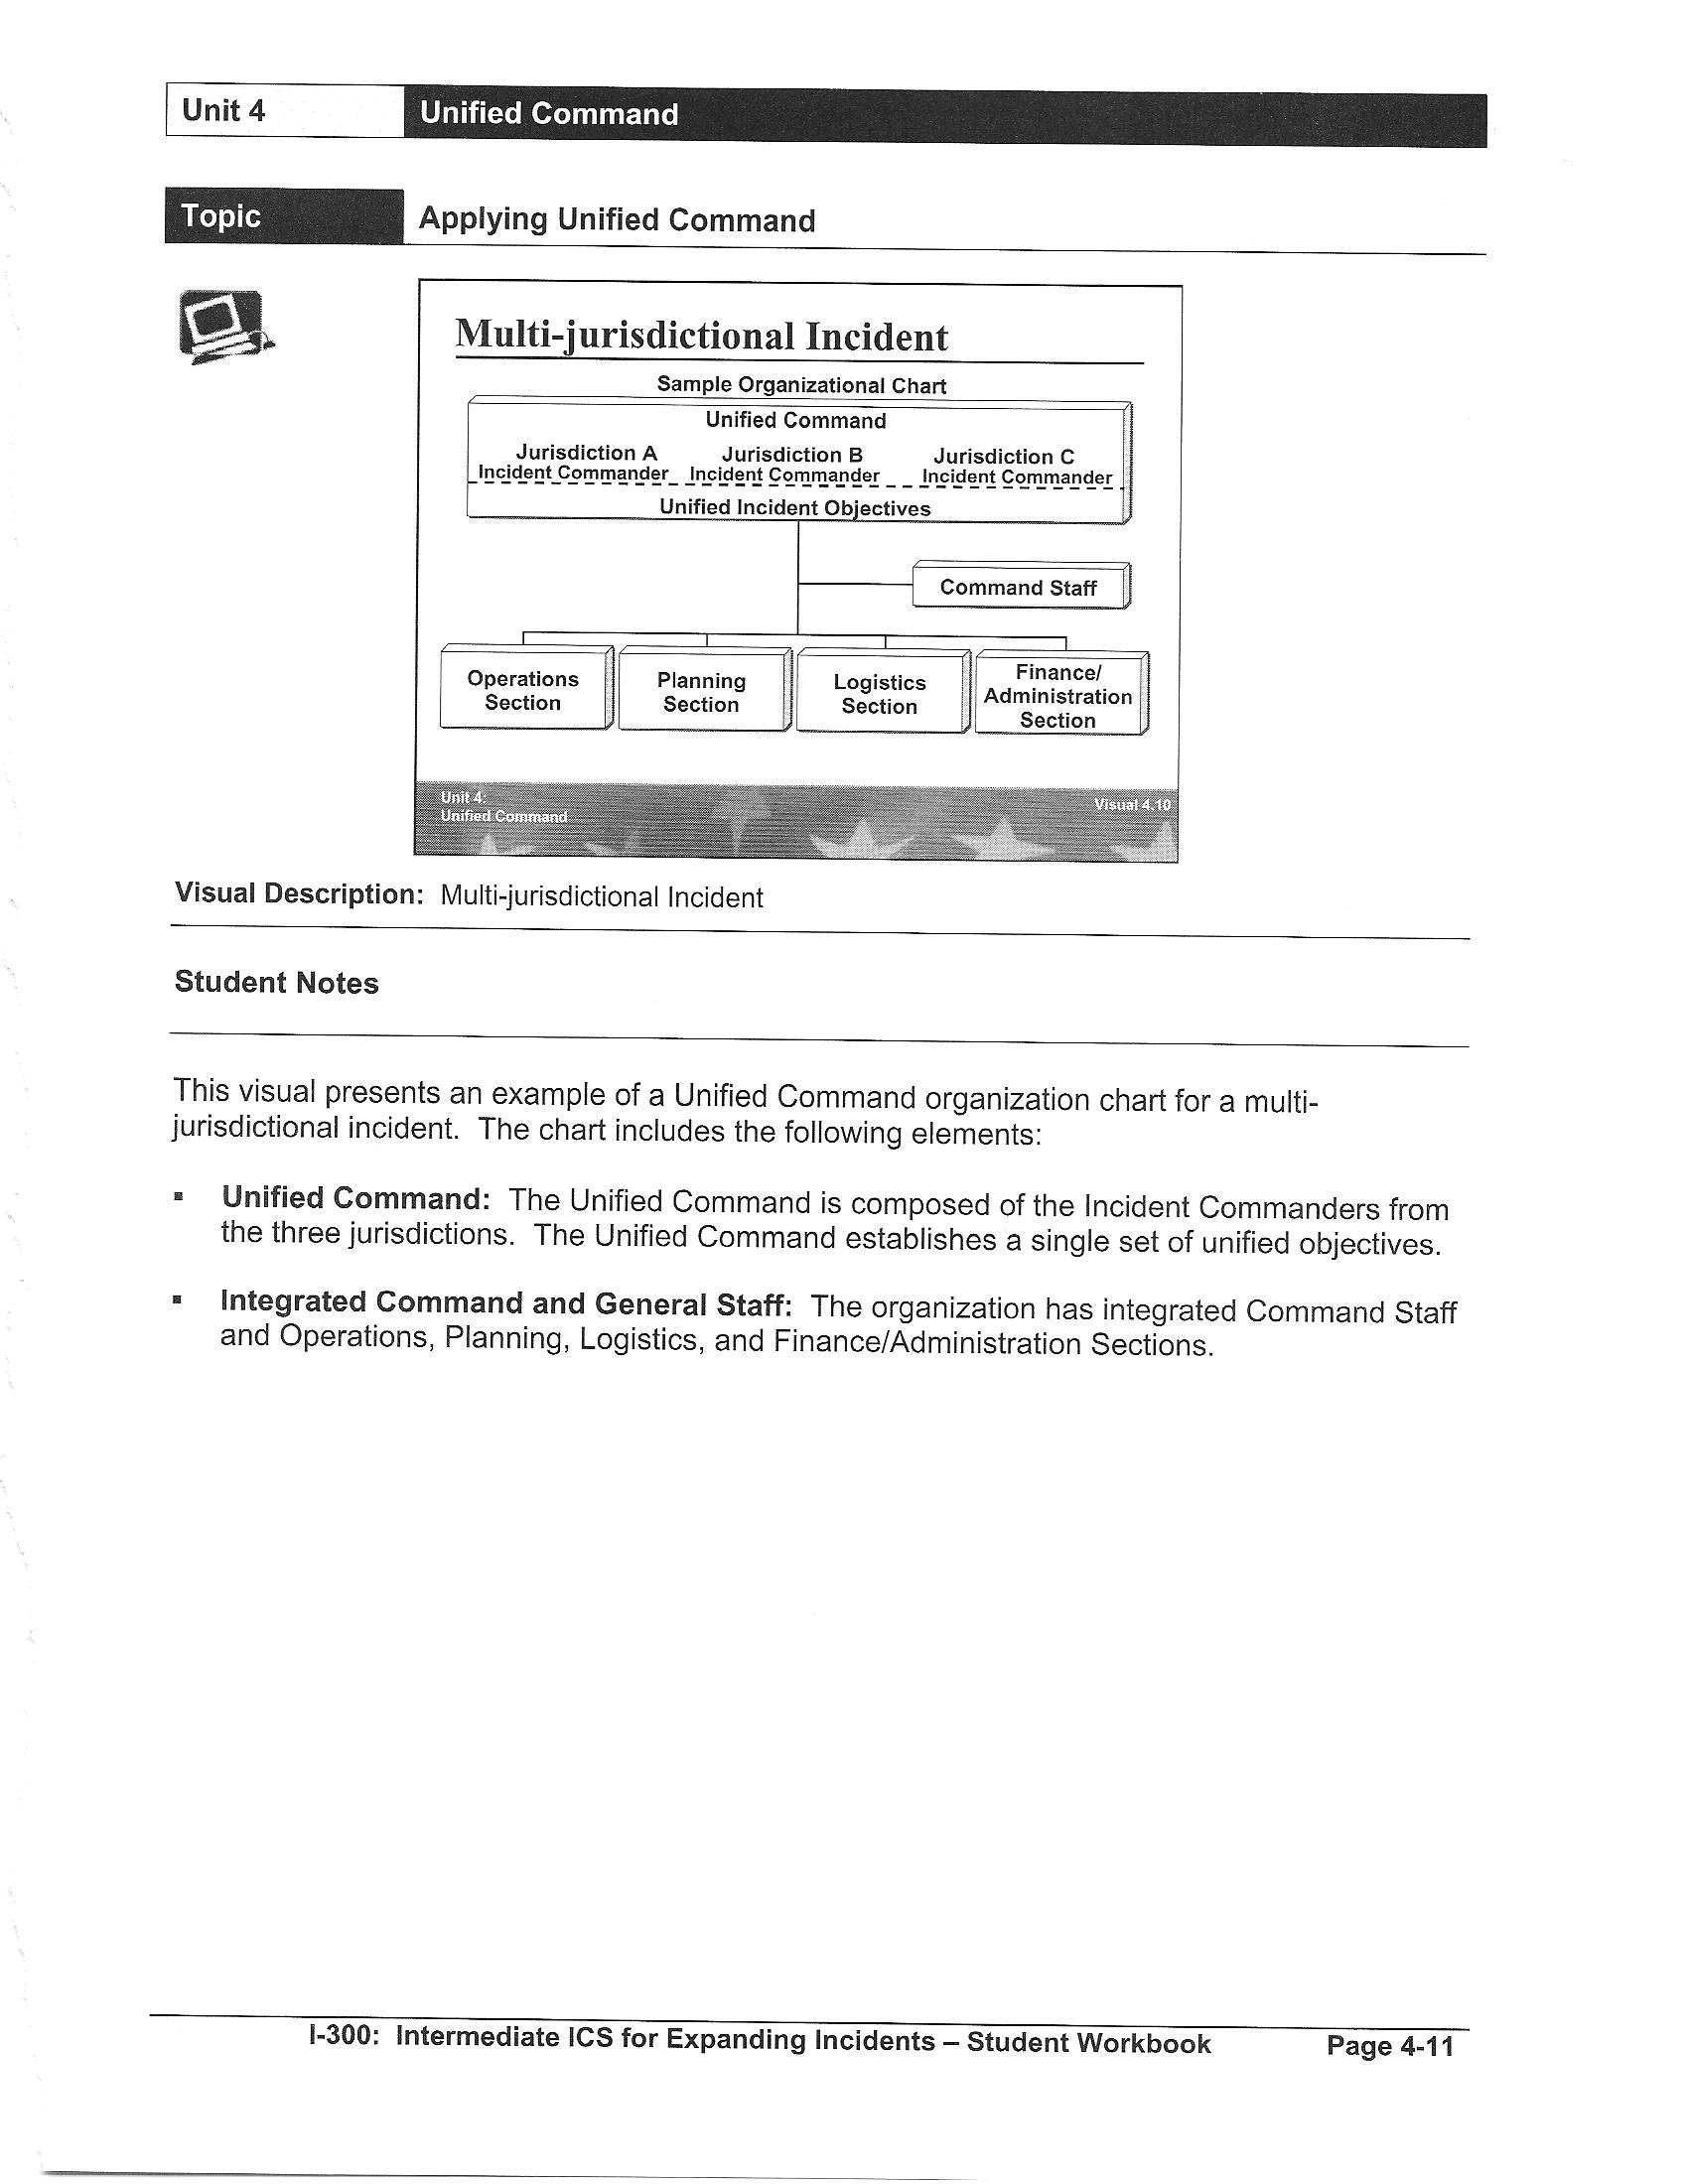 Unit 4
Unified Command
Topic
Applying Unified Command
Multi-jurisdictional Incident
Sample Organizational Chart
Unified Command
Jurisdiction A Jurisdiction B Jurisdiction C
Incident Commander Incident Commander Incident Commander
Unified Incident Objectives
Command Staff
Operations
Section
Planning
Section
Logistics
Section
Finance/
Administration
Section
Unit 4:
Unified Command
Visual 4.10
Visual Description: Multi-jurisdictional Incident
Student Notes
This visual presents an example of a Unified Command organization chart for a multi-
jurisdictional incident. The chart includes the following elements:
▪ Unified Command: The Unified Command is composed of the Incident Commanders from
the three jurisdictions. The Unified Command establishes a single set of unified objectives.
▪ Integrated Command and General Staff: The organization has integrated Command Staff
and Operations, Planning, Logistics, and Finance/Administration Sections.
I-300: Intermediate ICS for Expanding Incidents – Student Workbook Page 4-11